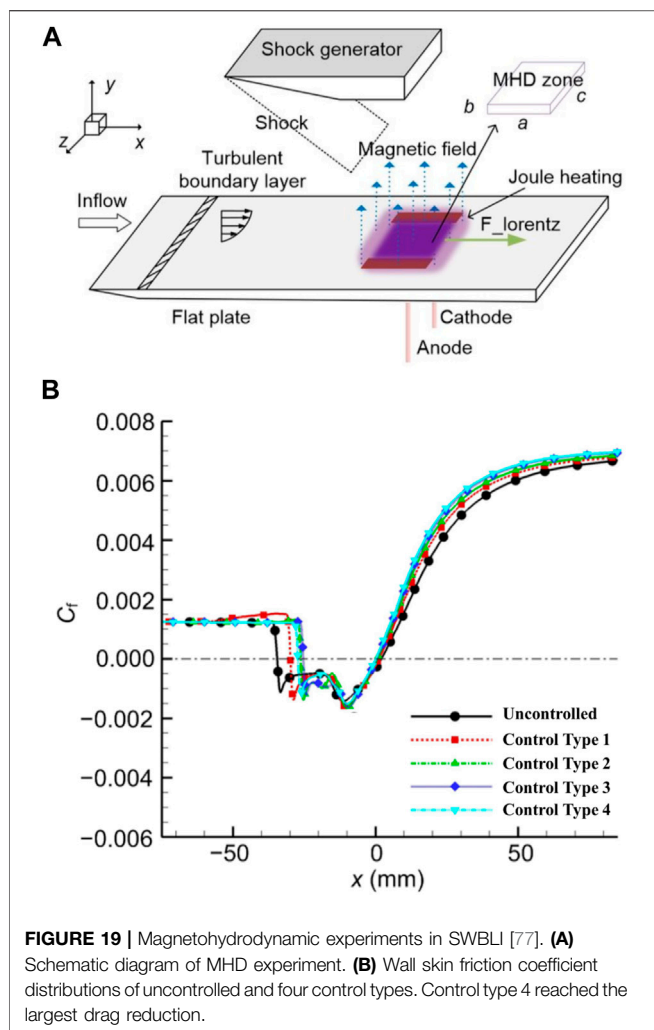 A
Shock generator
MHD zone
b
c
a
y
x
z
Shock
Magnetic field
Turbulent
boundary layer
Joule heating
Inflow
F_lorentz
Flat plate
Cathode
Anode
B
0.008
0.006
0.004
0.002
0.000
−0.002
−0.004
−0.006
Cf
Uncontrolled
Control Type 1
Control Type 2
Control Type 3
Control Type 4
−50
0
50
x (mm)
FIGURE 19 | Magnetohydrodynamic experiments in SWBLI [77]. (A)
Schematic diagram of MHD experiment. (B) Wall skin friction coefficient
distributions of uncontrolled and four control types. Control type 4 reached the
largest drag reduction.